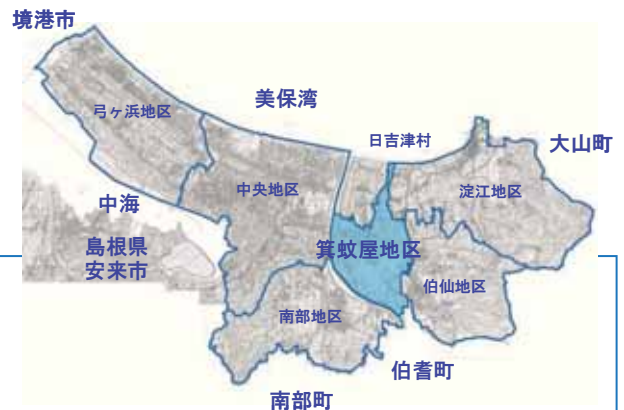 境港市
弓ヶ浜地区
美保湾
日吉津村
大山町
中央地区
淀江地区
中海
島根県
安来市
箕蚊屋地区
伯仙地区
南部地区
伯耆町
南部町